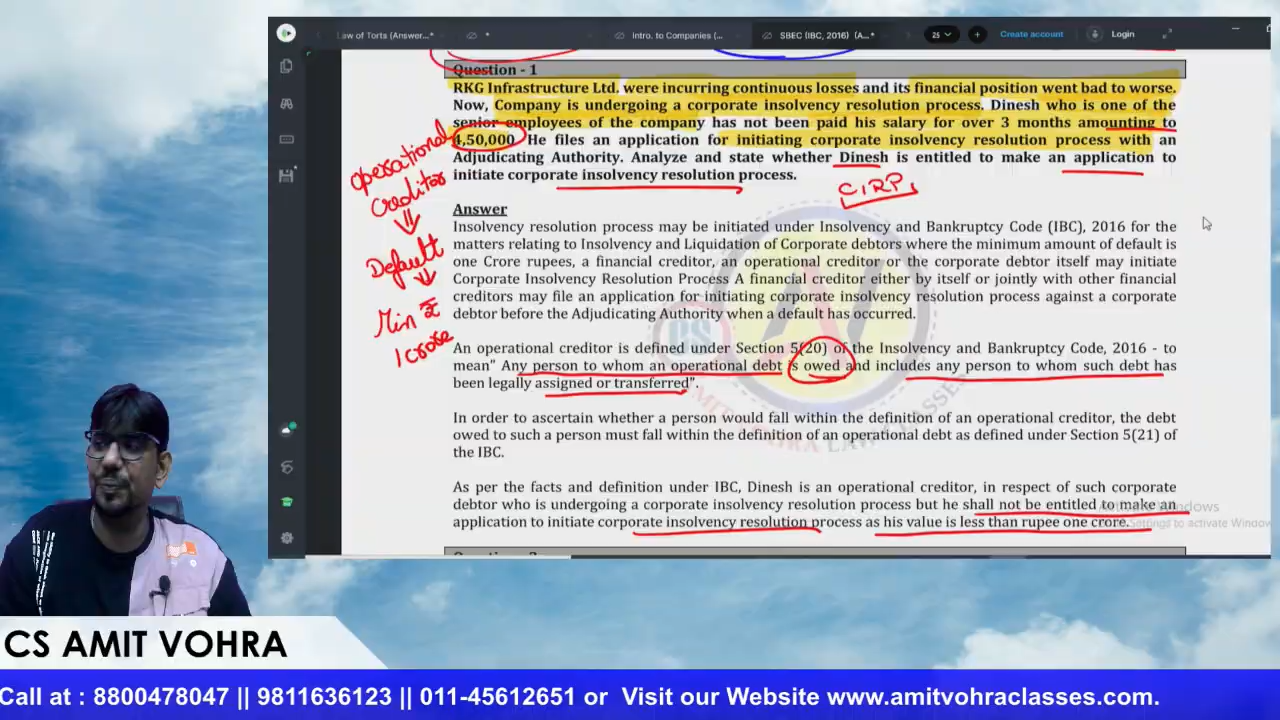 Law of Torts (Answer...*
*
Intro. to Companies (...
SBEC (IBC, 2016) (A...*
25
Create account
Login
Question - 1
RKG Infrastructure Ltd. were incurring continuous losses and its financial position went bad to worse.
Now, Company is undergoing a corporate insolvency resolution process. Dinesh who is one of the
senior employees of the company has not been paid his salary for over 3 months amounting to
4,50,000 He files an application for initiating corporate insolvency resolution process with an
Adjudicating Authority. Analyze and state whether Dinesh is entitled to make an application to
initiate corporate insolvency resolution process.
CIRP
Operational
Creditor
Default
Min ₹
1 crore
Answer
Insolvency resolution process may be initiated under Insolvency and Bankruptcy Code (IBC), 2016 for the
matters relating to Insolvency and Liquidation of Corporate debtors where the minimum amount of default is
one Crore rupees, a financial creditor, an operational creditor or the corporate debtor itself may initiate
Corporate Insolvency Resolution Process A financial creditor either by itself or jointly with other financial
creditors may file an application for initiating corporate insolvency resolution process against a corporate
debtor before the Adjudicating Authority when a default has occurred.
An operational creditor is defined under Section 5(20) of the Insolvency and Bankruptcy Code, 2016 - to
mean" Any person to whom an operational debt is owed and includes any person to whom such debt has
been legally assigned or transferred".
In order to ascertain whether a person would fall within the definition of an operational creditor, the debt
owed to such a person must fall within the definition of an operational debt as defined under Section 5(21) of
the IBC.
As per the facts and definition under IBC, Dinesh is an operational creditor, in respect of such corporate
debtor who is undergoing a corporate insolvency resolution process but he shall not be entitled to make an
application to initiate corporate insolvency resolution process as his value is less than rupee one crore.
AMIT VOHRA LAW CLASSES
Activate Windows
Go to Settings to activate Window
CS AMIT VOHRA
Call at : 8800478047 || 9811636123 || 011-45612651 or Visit our Website www.amitvohraclasses.com.